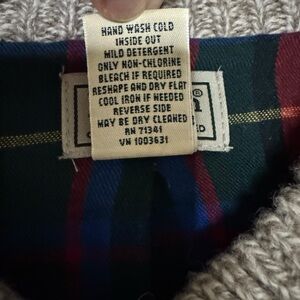 HAND WASH COLD
INSIDE OUT
MILD DETERGENT
ONLY NON-CHLORINE
BLEACH IF REQUIRED
RESHAPE AND DRY FLAT
COOL IRON IF NEEDED
REVERSE SIDE
MAY BE DRY CLEANED
RN 71341
VN 1003631
®